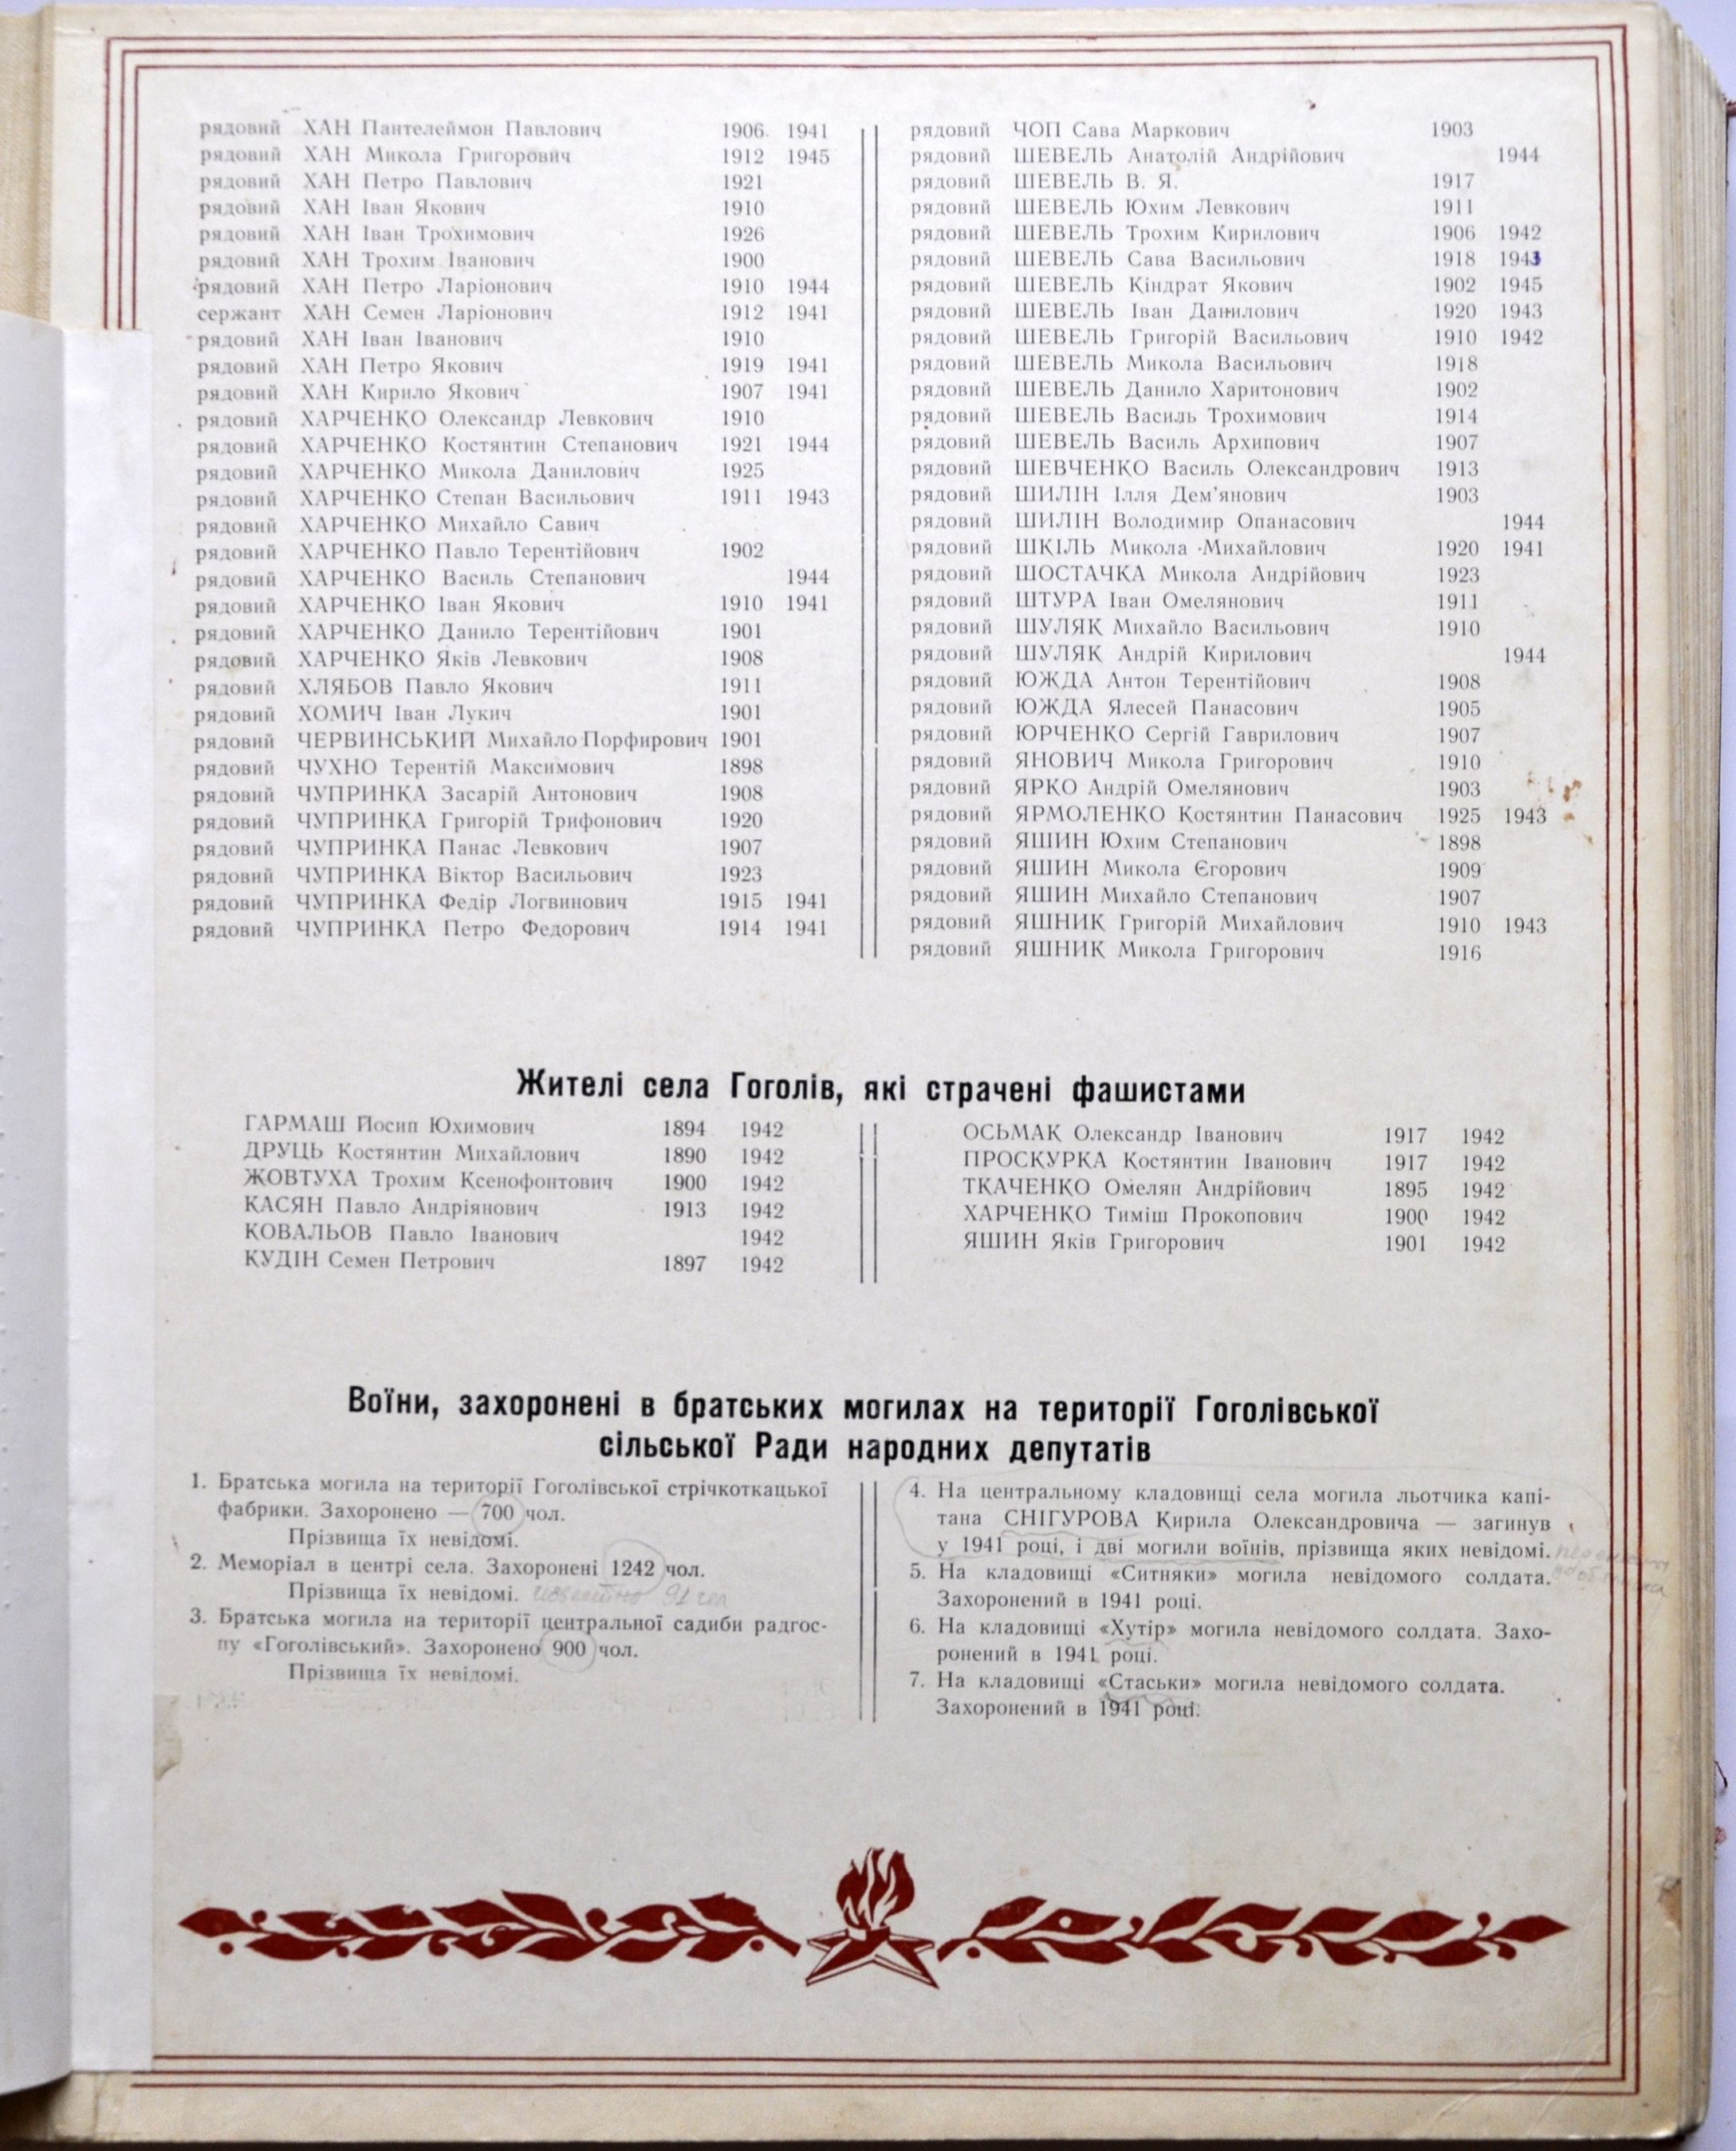 рядовий ХАН Пантелеймон Павлович 1906 1941
рядовий ХАН Микола Григорович 1912 1945
рядовий ХАН Петро Павлович 1921
рядовий ХАН Іван Якович 1910
рядовий ХАН Іван Трохимович 1926
рядовий ХАН Трохим Іванович 1900
рядовий ХАН Петро Ларіонович 1910 1944
сержант ХАН Семен Ларіонович 1912 1941
рядовий ХАН Іван Іванович 1910
рядовий ХАН Петро Якович 1919 1941
рядовий ХАН Кирило Якович 1907 1941
рядовий ХАРЧЕНКО Олександр Левкович 1910
рядовий ХАРЧЕНКО Костянтин Степанович 1921 1944
рядовий ХАРЧЕНКО Микола Данилович 1925
рядовий ХАРЧЕНКО Степан Васильович 1911 1943
рядовий ХАРЧЕНКО Михайло Савич
рядовий ХАРЧЕНКО Павло Терентійович 1902
рядовий ХАРЧЕНКО Василь Степанович 1944
рядовий ХАРЧЕНКО Іван Якович 1910 1941
рядовий ХАРЧЕНКО Данило Терентійович 1901
рядовий ХАРЧЕНКО Яків Левкович 1908
рядовий ХЛЯБОВ Павло Якович 1911
рядовий ХОМИЧ Іван Лукич 1901
рядовий ЧЕРВИНСЬКИЙ Михайло Порфирович 1901
рядовий ЧУХНО Терентій Максимович 1898
рядовий ЧУПРИНКА Засарій Антонович 1908
рядовий ЧУПРИНКА Григорій Трифонович 1920
рядовий ЧУПРИНКА Панас Левкович 1907
рядовий ЧУПРИНКА Віктор Васильович 1923
рядовий ЧУПРИНКА Федір Логвинович 1915 1941
рядовий ЧУПРИНКА Петро Федорович 1914 1941
рядовий ЧОП Сава Маркович 1903
рядовий ШЕВЕЛЬ Анатолій Андрійович 1944
рядовий ШЕВЕЛЬ В. Я. 1917
рядовий ШЕВЕЛЬ Юхим Левкович 1911
рядовий ШЕВЕЛЬ Трохим Кирилович 1906 1942
рядовий ШЕВЕЛЬ Сава Васильович 1918 1943
рядовий ШЕВЕЛЬ Кіндрат Якович 1902 1945
рядовий ШЕВЕЛЬ Іван Данилович 1920 1943
рядовий ШЕВЕЛЬ Григорій Васильович 1910 1942
рядовий ШЕВЕЛЬ Микола Васильович 1918
рядовий ШЕВЕЛЬ Данило Харитонович 1902
рядовий ШЕВЕЛЬ Василь Трохимович 1914
рядовий ШЕВЕЛЬ Василь Архипович 1907
рядовий ШЕВЧЕНКО Василь Олександрович 1913
рядовий ШИЛІН Ілля Дем'янович 1903
рядовий ШИЛІН Володимир Опанасович 1944
рядовий ШКІЛЬ Микола Михайлович 1920 1941
рядовий ШОСТАЧКА Микола Андрійович 1923
рядовий ШТУРА Іван Омелянович 1911
рядовий ШУЛЯК Михайло Васильович 1910
рядовий ШУЛЯК Андрій Кирилович 1944
рядовий ЮЖДА Антон Терентійович 1908
рядовий ЮЖДА Ялесей Панасович 1905
рядовий ЮРЧЕНКО Сергій Гаврилович 1907
рядовий ЯНОВИЧ Микола Григорович 1910
рядовий ЯРКО Андрій Омелянович 1903
рядовий ЯРМОЛЕНКО Костянтин Панасович 1925 1943
рядовий ЯШИН Юхим Степанович 1898
рядовий ЯШИН Микола Єгорович 1909
рядовий ЯШИН Михайло Степанович 1907
рядовий ЯШНИК Григорій Михайлович 1910 1943
рядовий ЯШНИК Микола Григорович 1916
Жителі села Гоголів, які страчені фашистами
ГАРМАШ Йосип Юхимович 1894 1942
ДРУЦЬ Костянтин Михайлович 1890 1942
ЖОВТУХА Трохим Ксенофонтович 1900 1942
КАСЯН Павло Андріянович 1913 1942
КОВАЛЬОВ Павло Іванович 1942
КУДІН Семен Петрович 1897 1942
ОСЬМАК Олександр Іванович 1917 1942
ПРОСКУРКА Костянтин Іванович 1917 1942
ТКАЧЕНКО Омелян Андрійович 1895 1942
ХАРЧЕНКО Тиміш Прокопович 1900 1942
ЯШИН Яків Григорович 1901 1942
Воїни, захоронені в братських могилах на території Гоголівської
сільської Ради народних депутатів
1. Братська могила на території Гоголівської стрічкоткацької
фабрики. Захоронено — 700 чол.
Прізвища їх невідомі.
2. Меморіал в центрі села. Захоронені 1242 чол.
Прізвища їх невідомі. известно 91 чел
3. Братська могила на території центральної садиби радгос-
пу «Гоголівський». Захоронено 900 чол.
Прізвища їх невідомі.
4. На центральному кладовищі села могила льотчика капі-
тана СНІГУРОВА Кирила Олександровича — загинув
у 1941 році, і дві могили воїнів, прізвища яких невідомі.
5. На кладовищі «Ситняки» могила невідомого солдата.
Захоронений в 1941 році.
6. На кладовищі «Хутір» могила невідомого солдата. Захо-
ронений в 1941 році.
7. На кладовищі «Стаськи» могила невідомого солдата.
Захоронений в 1941 році.